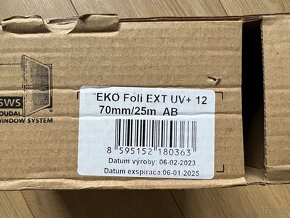 SWS
SOUDAL
WINDOW SYSTEM
EKO Foli EXT UV+ 12
70mm/25m AB
8 595152 180363
Datum výroby: 06-02-2023
Datum exspirace: 06-01-2025